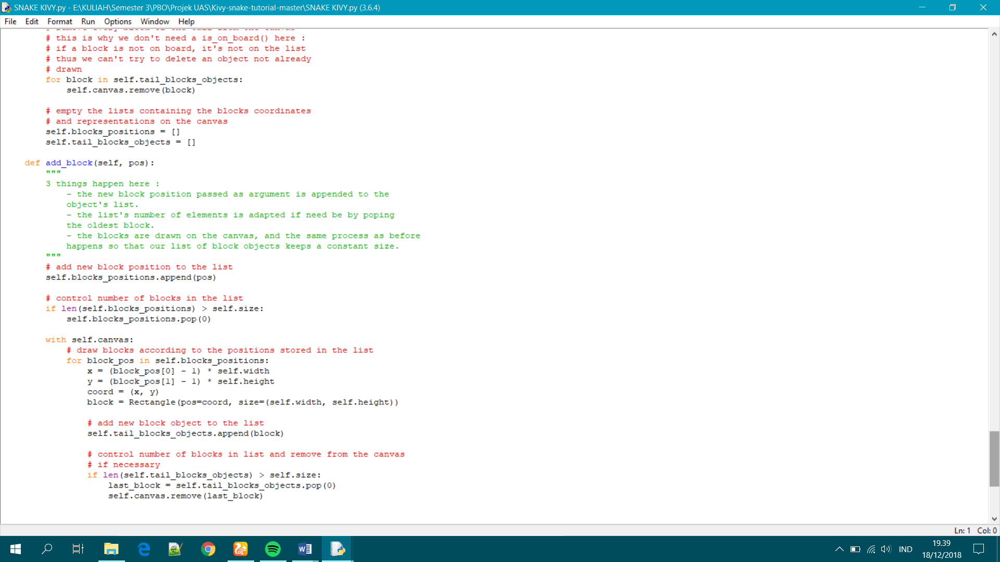 SNAKE KIVY.py - E:\KULIAH\Semester 3\PBO\Projek UAS\Kivy-snake-tutorial-master\SNAKE KIVY.py (3.6.4)
File Edit Format Run Options Window Help
# this is why we don't need a is_on_board() here :
# if a block is not on board, it's not on the list
# thus we can't try to delete an object not already
# drawn
for block in self.tail_blocks_objects:
self.canvas.remove(block)
# empty the lists containing the blocks coordinates
# and representations on the canvas
self.blocks_positions = []
self.tail_blocks_objects = []
def add_block(self, pos):
"""
3 things happen here :
- the new block position passed as argument is appended to the
object's list.
- the list's number of elements is adapted if need be by poping
the oldest block.
- the blocks are drawn on the canvas, and the same process as before
happens so that our list of block objects keeps a constant size.
"""
# add new block position to the list
self.blocks_positions.append(pos)
# control number of blocks in the list
if len(self.blocks_positions) > self.size:
self.blocks_positions.pop(0)
with self.canvas:
# draw blocks according to the positions stored in the list
for block_pos in self.blocks_positions:
x = (block_pos[0] - 1) * self.width
y = (block_pos[1] - 1) * self.height
coord = (x, y)
block = Rectangle(pos=coord, size=(self.width, self.height))
# add new block object to the list
self.tail_blocks_objects.append(block)
# control number of blocks in list and remove from the canvas
# if necessary
if len(self.tail_blocks_objects) > self.size:
last_block = self.tail_blocks_objects.pop(0)
self.canvas.remove(last_block)
Ln: 1 Col: 0
IND
19.39
18/12/2018